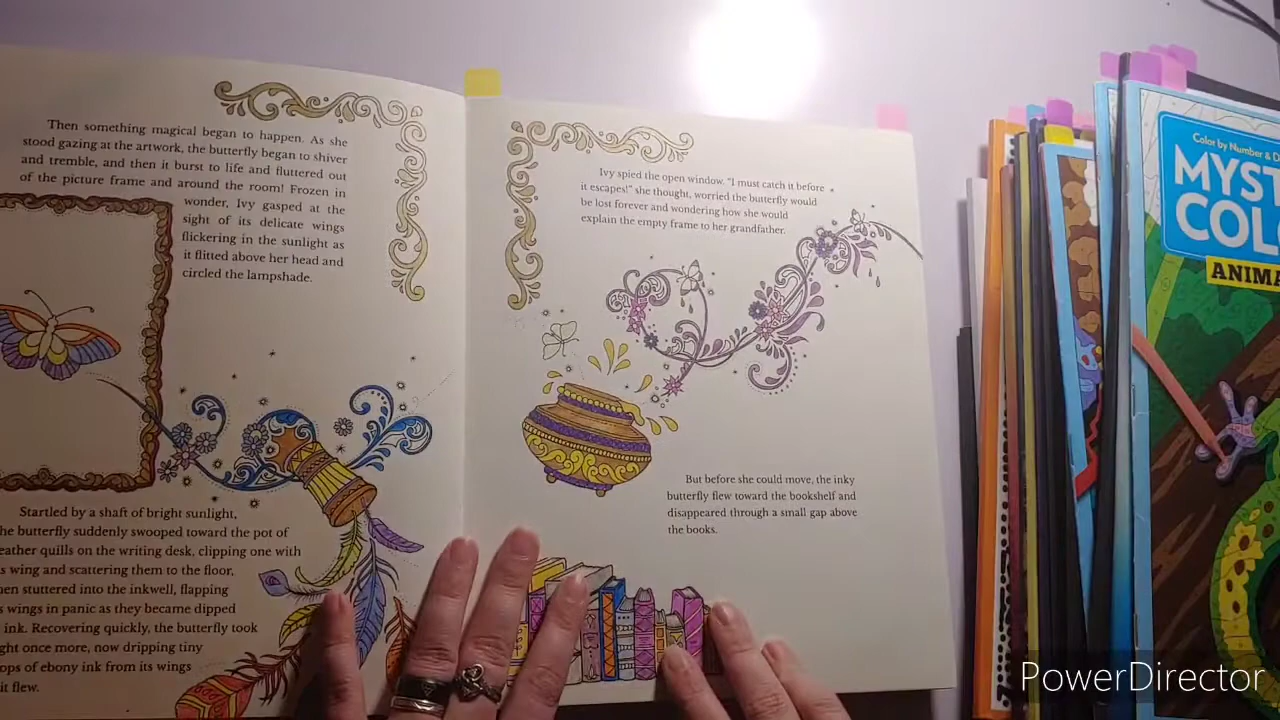 Then something magical began to happen. As she
stood gazing at the artwork, the butterfly began to shiver
and tremble, and then it burst to life and fluttered out
of the picture frame and around the room! Frozen in
wonder, Ivy gasped at the
sight of its delicate wings
flickering in the sunlight as
it flitted above her head and
circled the lampshade.
Startled by a shaft of bright sunlight,
the butterfly suddenly swooped toward the pot of
feather quills on the writing desk, clipping one with
its wing and scattering them to the floor,
then stuttered into the inkwell, flapping
its wings in panic as they became dipped
ink. Recovering quickly, the butterfly took
flight once more, now dripping tiny
drops of ebony ink from its wings
it flew.
Ivy spied the open window. "I must catch it before
it escapes!" she thought, worried the butterfly would
be lost forever and wondering how she would
explain the empty frame to her grandfather.
But before she could move, the inky
butterfly flew toward the bookshelf and
disappeared through a small gap above
the books.
Color by Number & D
MYST
COLO
ANIMA
PowerDirector